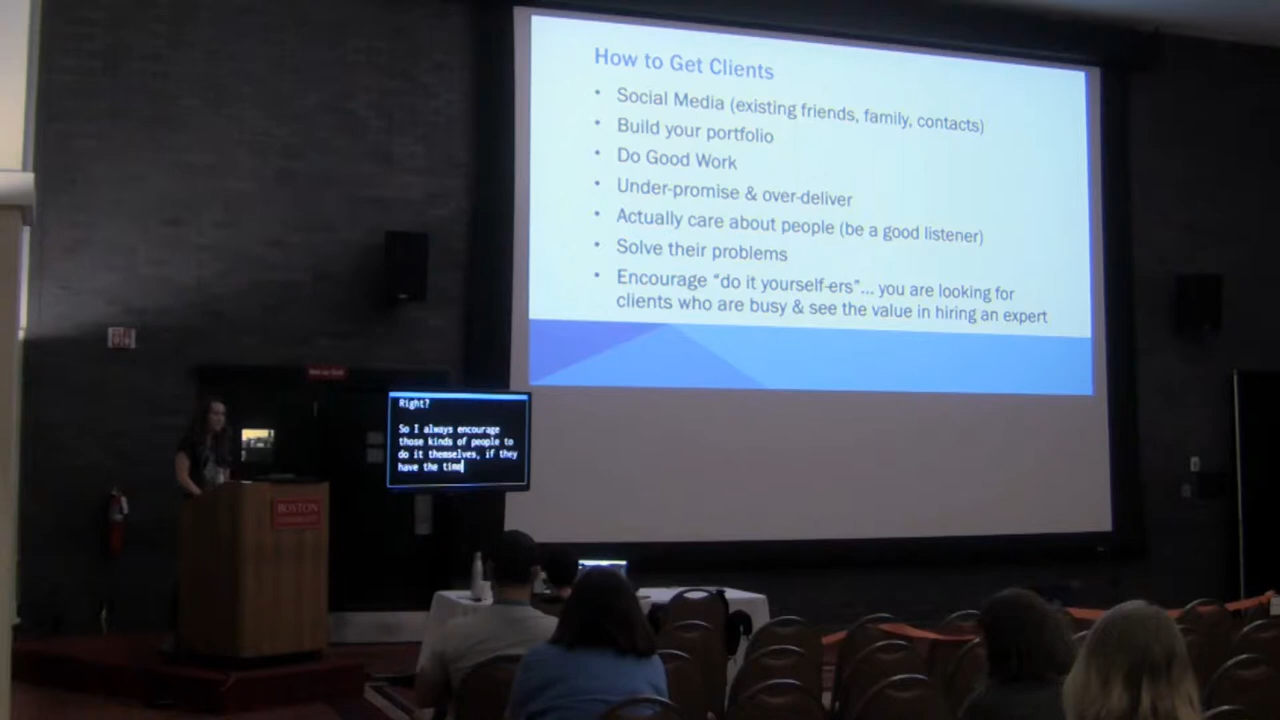 How to Get Clients
• Social Media (existing friends, family, contacts)
• Build your portfolio
• Do Good Work
• Under-promise & over-deliver
• Actually care about people (be a good listener)
• Solve their problems
• Encourage "do it yourself-ers"... you are looking for
clients who are busy & see the value in hiring an expert
Right?
So I always encourage
those kinds of people to
do it themselves, if they
have the time
BOSTON